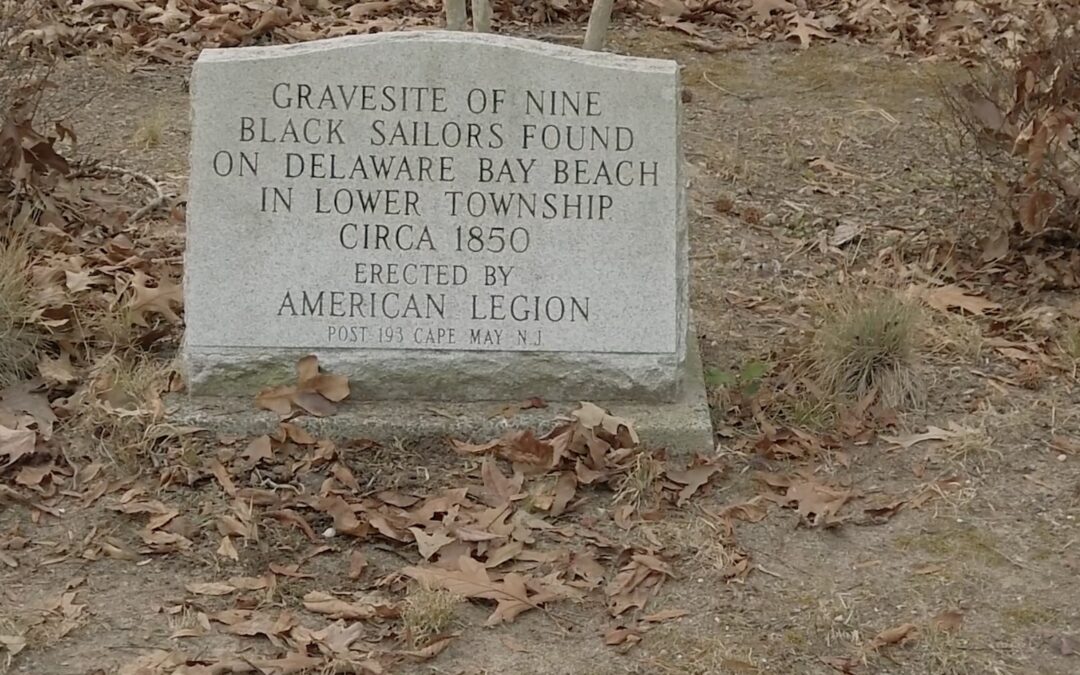 GRAVESITE OF NINE
BLACK SAILORS FOUND
ON DELAWARE BAY BEACH
IN LOWER TOWNSHIP
CIRCA 1850
ERECTED BY
AMERICAN LEGION
POST 193 CAPE MAY N.J.